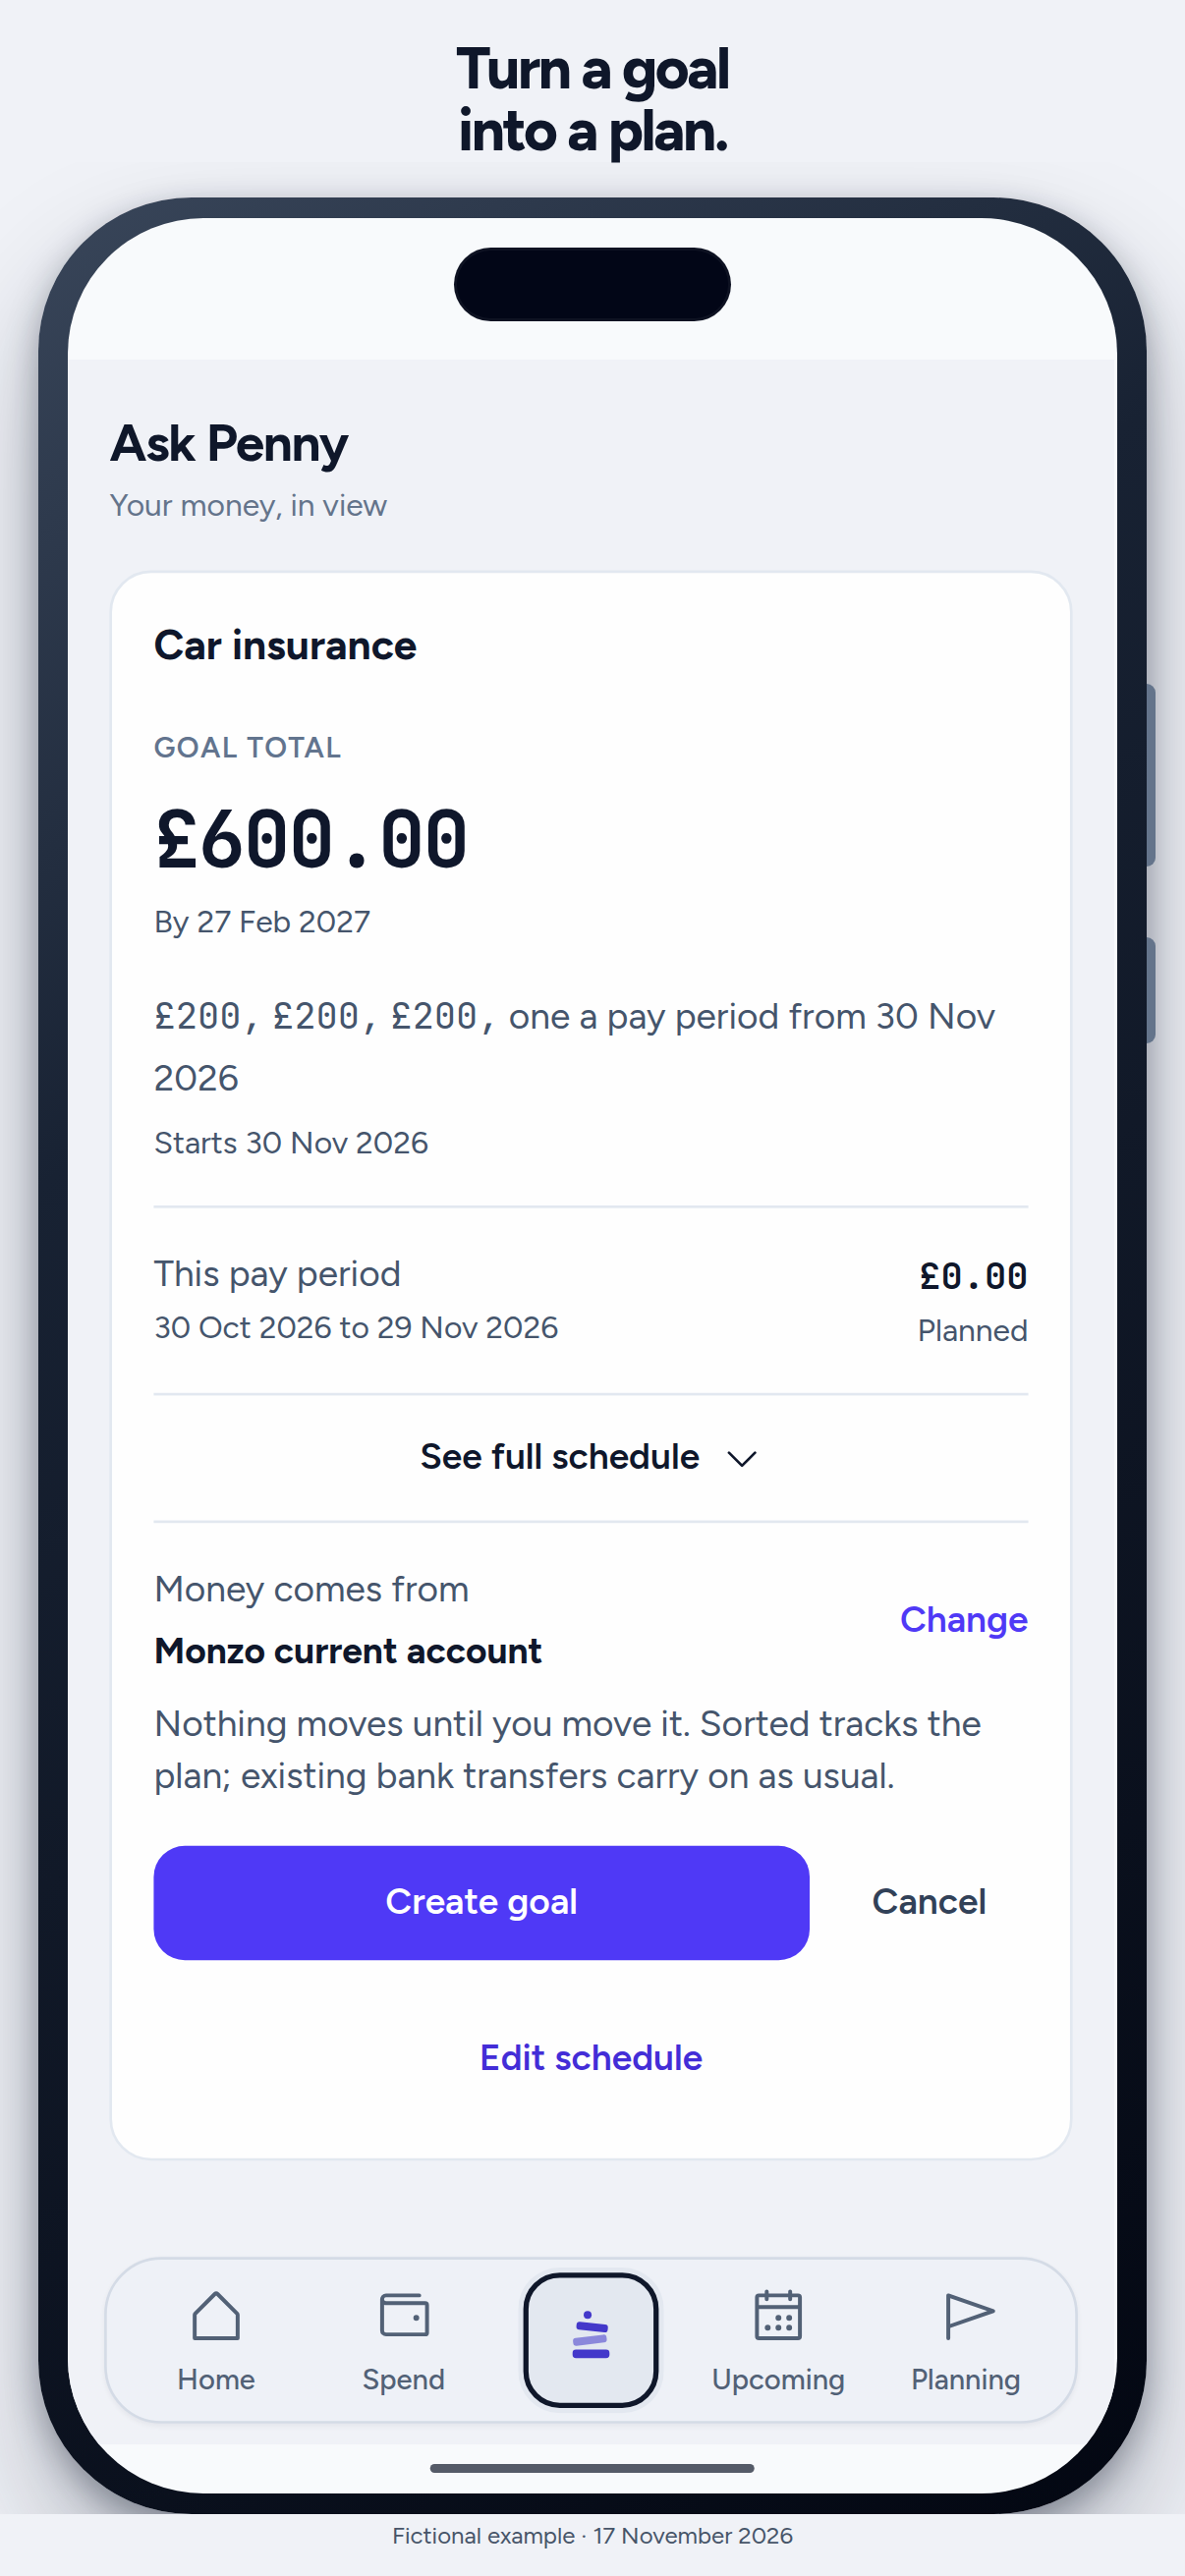 Turn a goal
into a plan.
Ask Penny
Your money, in view
Car insurance
GOAL TOTAL
£600.00
By 27 Feb 2027
£200, £200, £200, one a pay period from 30 Nov
2026
Starts 30 Nov 2026
This pay period
£0.00
30 Oct 2026 to 29 Nov 2026
Planned
See full schedule
Money comes from
Change
Monzo current account
Nothing moves until you move it. Sorted tracks the
plan; existing bank transfers carry on as usual.
Create goal
Cancel
Edit schedule
Home
Spend
Upcoming
Planning
Fictional example · 17 November 2026